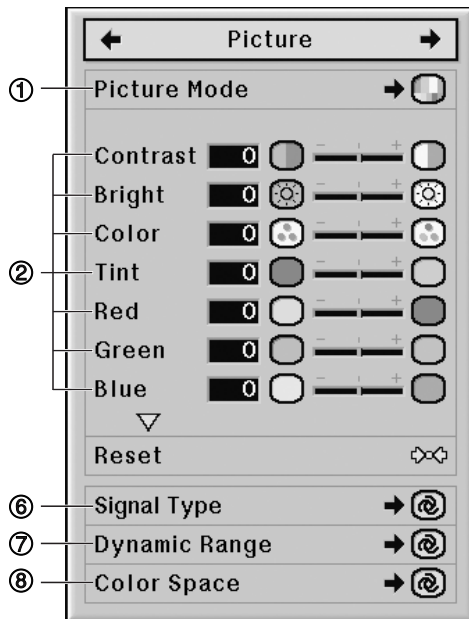 Picture
① Picture Mode
Contrast 0 - +
Bright 0 - +
Color 0 - +
② Tint 0 - +
Red 0 - +
Green 0 - +
Blue 0 - +
Reset
⑥ Signal Type
⑦ Dynamic Range
⑧ Color Space